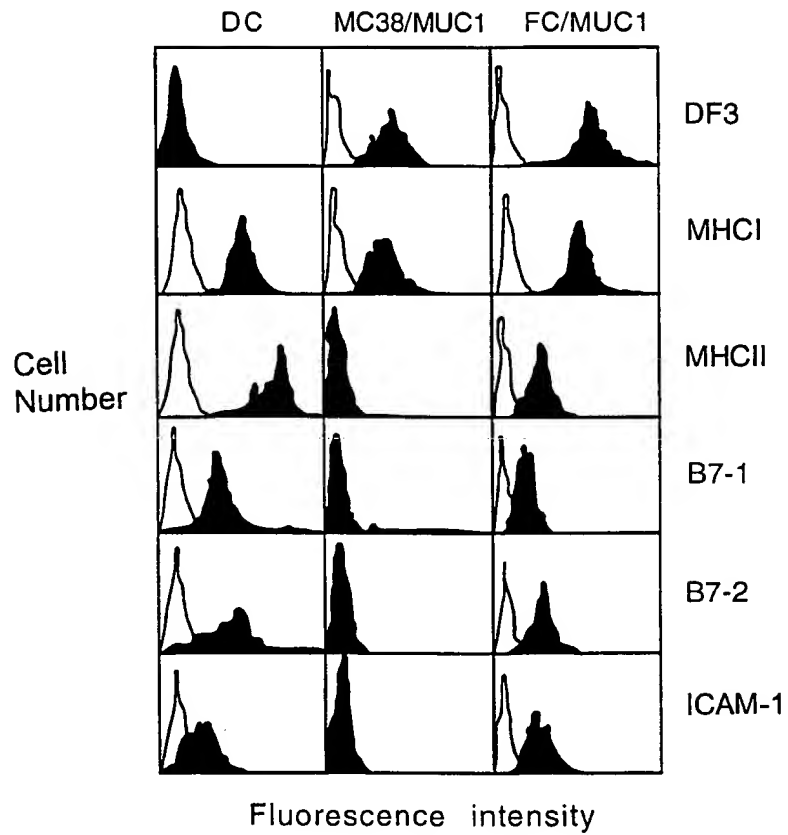 DC MC38/MUC1 FC/MUC1
DF3
MHCI
MHCII
Cell
Number
B7-1
B7-2
ICAM-1
Fluorescence intensity